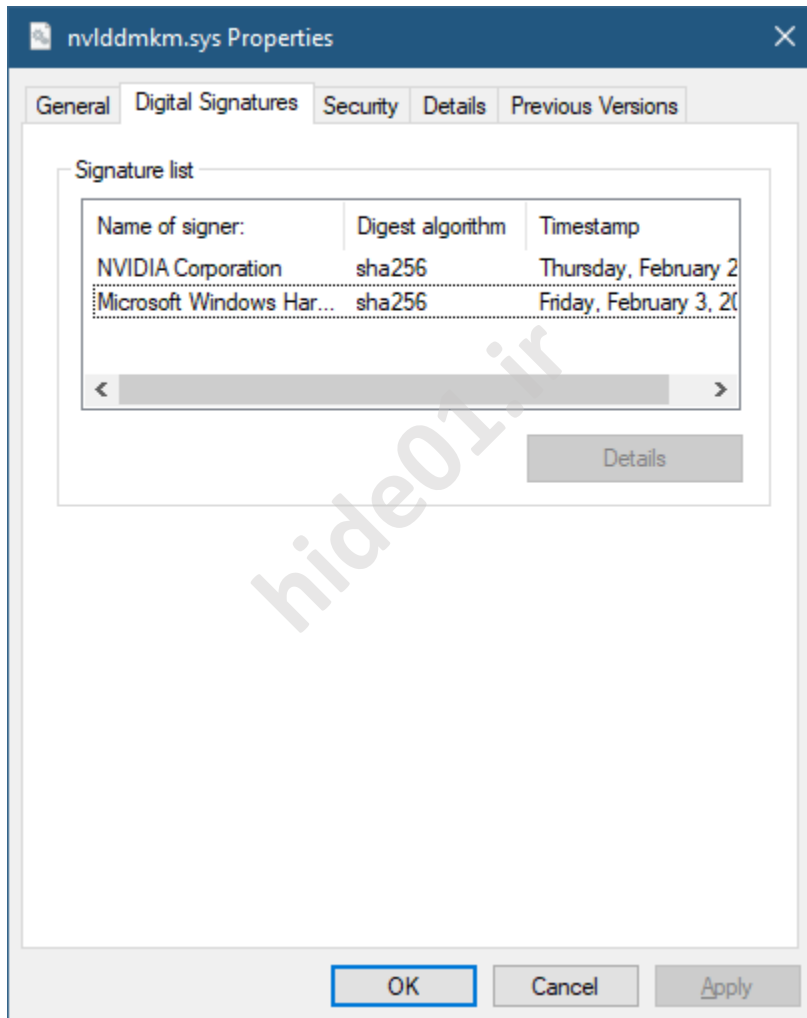 nvlddmkm.sys Properties
General Digital Signatures Security Details Previous Versions
Signature list
Name of signer: Digest algorithm Timestamp
NVIDIA Corporation sha256 Thursday, February 2
Microsoft Windows Har... sha256 Friday, February 3, 20
Details
hide01.ir
OK Cancel Apply